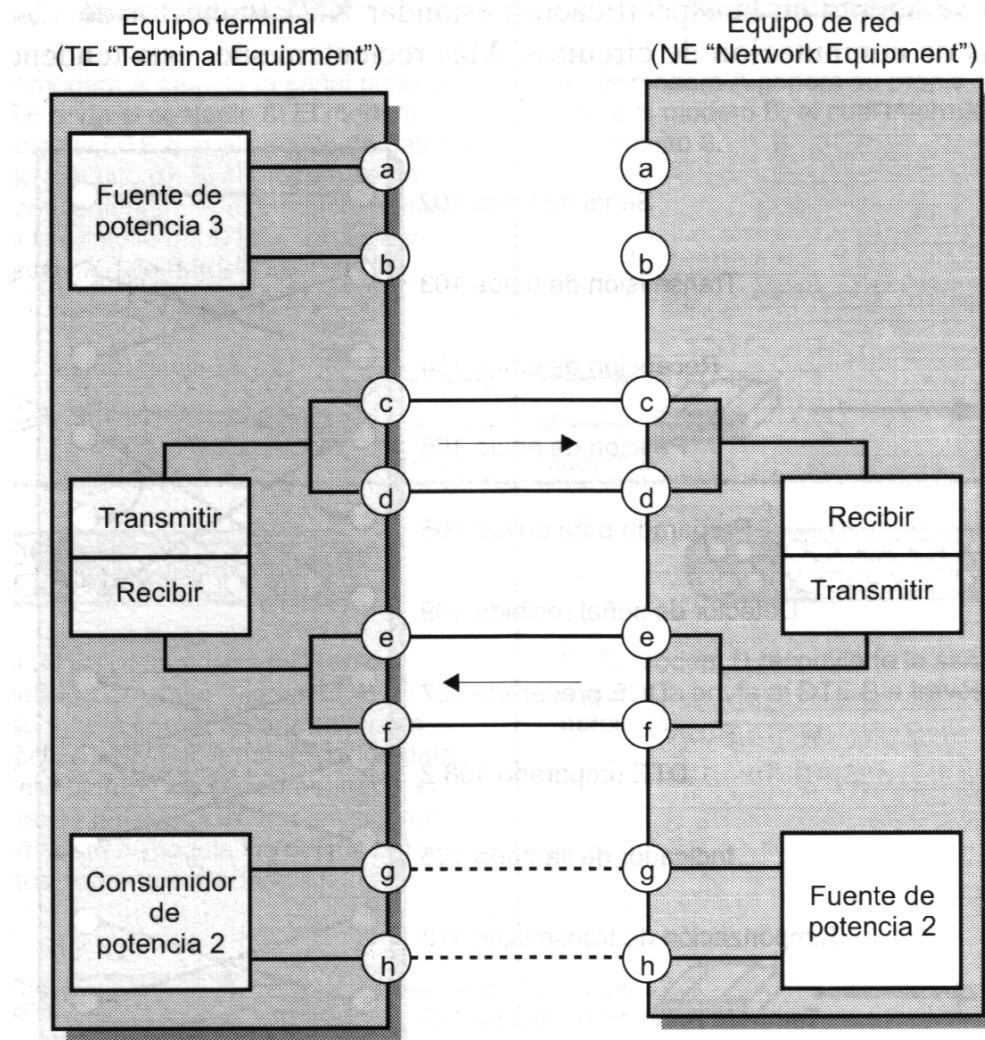 Equipo terminal
(TE “Terminal Equipment”)
Equipo de red
(NE “Network Equipment”)
Fuente de
potencia 3
a
b
a
b
c
d
c
d
Transmitir
Recibir
Recibir
Transmitir
e
f
e
f
Consumidor
de
potencia 2
g
h
g
h
Fuente de
potencia 2